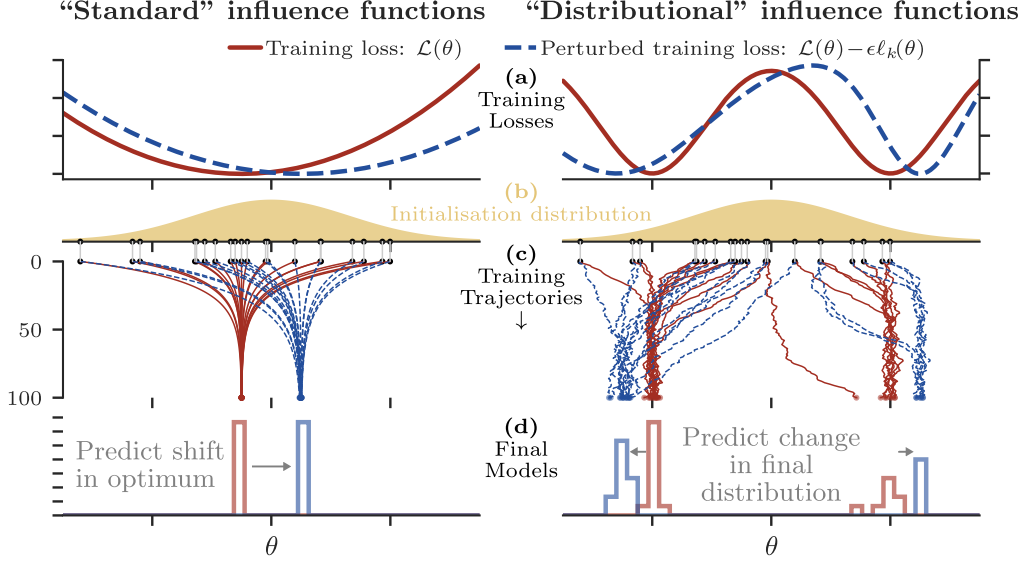 “Standard” influence functions
“Distributional” influence functions
Training loss: ℒ(θ)
Perturbed training loss: ℒ(θ)−ϵℓₖ(θ)
(a)
Training
Losses
(b)
Initialisation distribution
(c)
Training
Trajectories
↓
0
50
100
(d)
Final
Models
Predict shift
in optimum
Predict change
in final
distribution
θ
θ